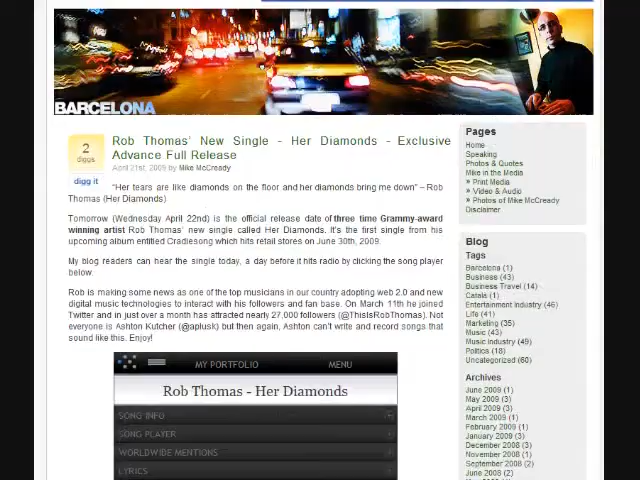 BARCELONA
2
diggs
digg it
Rob Thomas' New Single - Her Diamonds - Exclusive
Advance Full Release
April 21st, 2009 by Mike McCready
"Her tears are like diamonds on the floor and her diamonds bring me down" – Rob
Thomas (Her Diamonds)
Tomorrow (Wednesday April 22nd) is the official release date of three time Grammy-award
winning artist Rob Thomas' new single called Her Diamonds. It's the first single from his
upcoming album entitled Cradlesong which hits retail stores on June 30th, 2009.
My blog readers can hear the single today, a day before it hits radio by clicking the song player
below.
Rob is making some news as one of the top musicians in our country adopting web 2.0 and new
digital music technologies to interact with his followers and fan base. On March 11th he joined
Twitter and in just over a month has attracted nearly 27,000 followers (@ThisIsRobThomas). Not
everyone is Ashton Kutcher (@aplusk) but then again, Ashton can't write and record songs that
sound like this. Enjoy!
MY PORTFOLIO MENU
Rob Thomas - Her Diamonds
SONG INFO
SONG PLAYER
WORLDWIDE MENTIONS
LYRICS
Pages
Home
Speaking
Photos & Quotes
Mike in the Media
» Print Media
» Video & Audio
» Photos of Mike McCready
Disclaimer
Blog
Tags
Barcelona (1)
Business (43)
Business Travel (14)
Catala (1)
Entertainment Industry (46)
Life (41)
Marketing (35)
Music (43)
Music Industry (49)
Politics (18)
Uncategorized (60)
Archives
June 2009 (1)
May 2009 (3)
April 2009 (3)
March 2009 (1)
February 2009 (1)
January 2009 (3)
December 2008 (3)
November 2008 (1)
September 2008 (2)
June 2008 (2)